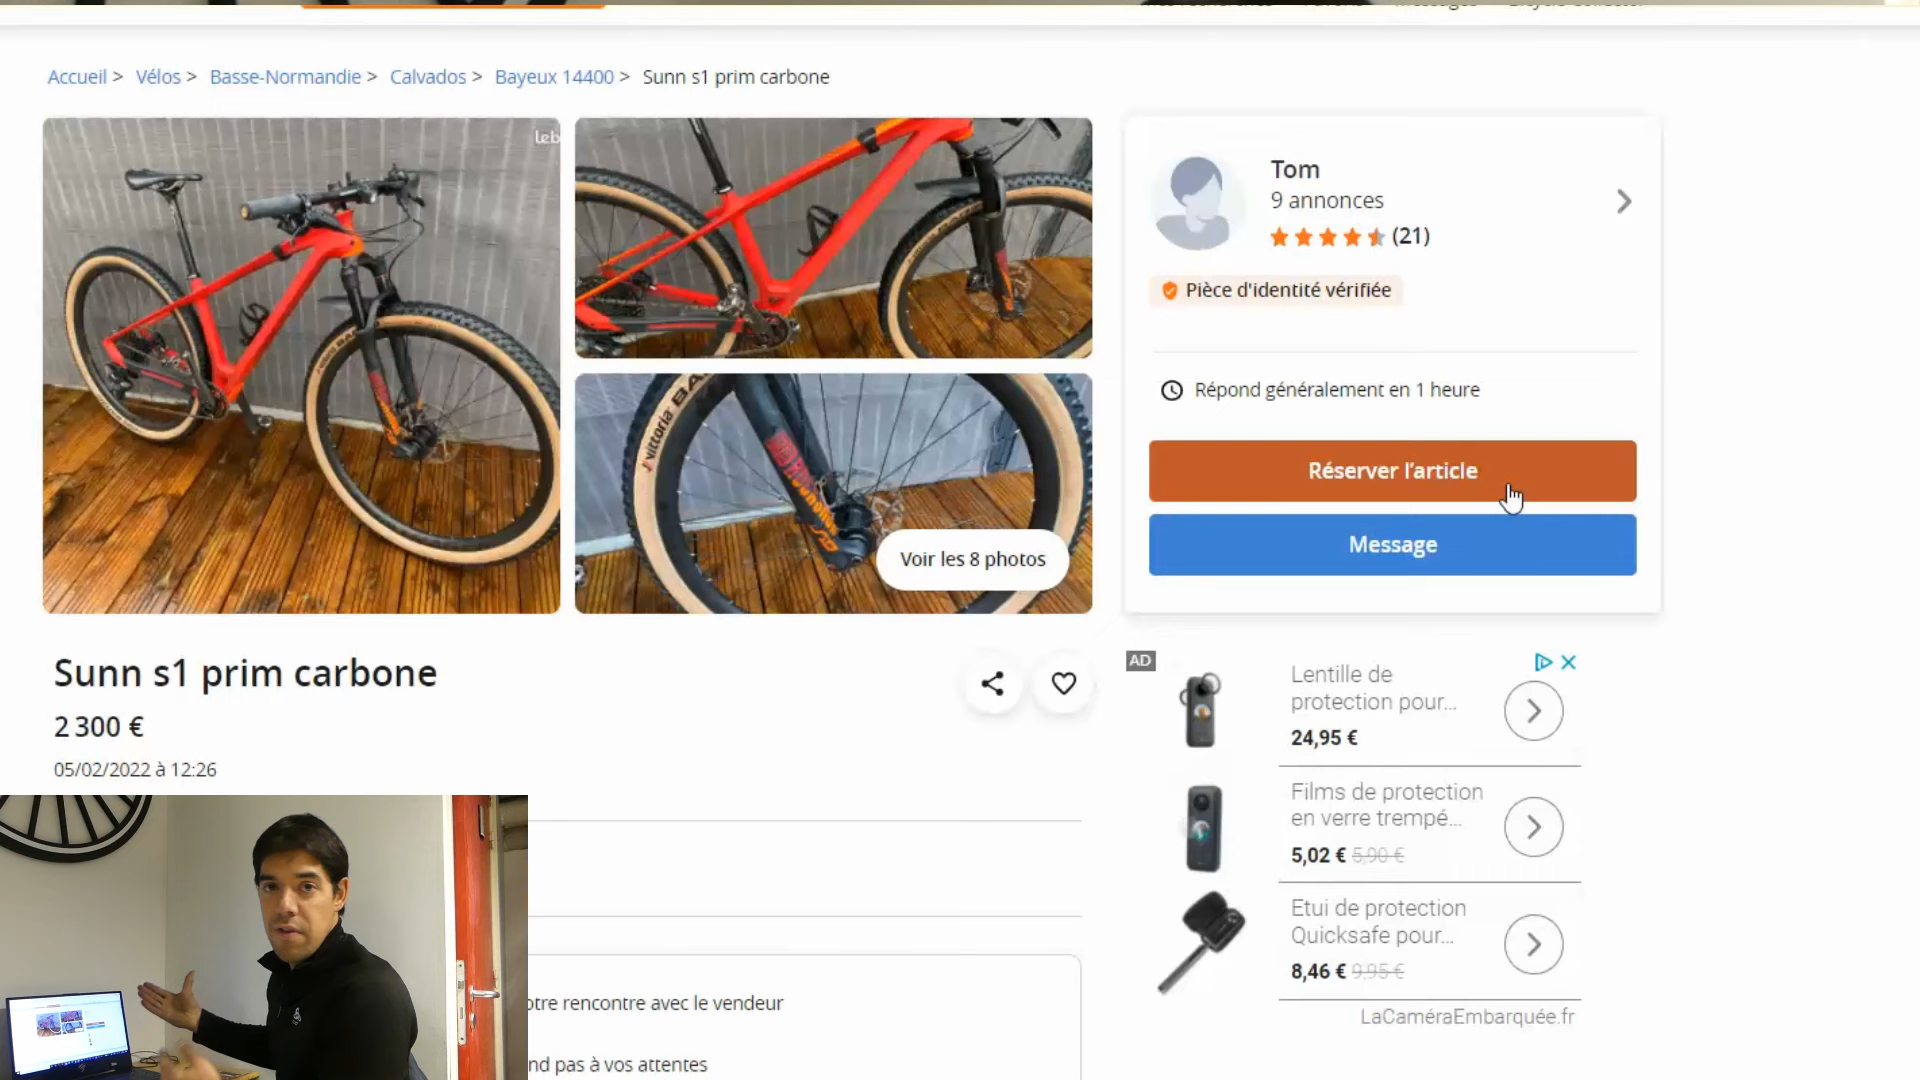 Accueil > Vélos > Basse-Normandie > Calvados > Bayeux 14400 > Sunn s1 prim carbone
leb
vittoria BA
Voir les 8 photos
Tom
9 annonces
(21)
Pièce d'identité vérifiée
Répond généralement en 1 heure
Réserver l'article
Message
Sunn s1 prim carbone
2 300 €
05/02/2022 à 12:26
otre rencontre avec le vendeur
nd pas à vos attentes
AD
Lentille de
protection pour...
24,95 €
Films de protection
en verre trempé...
5,02 € 5,90 €
Etui de protection
Quicksafe pour...
8,46 € 9,95 €
LaCaméraEmbarquée.fr